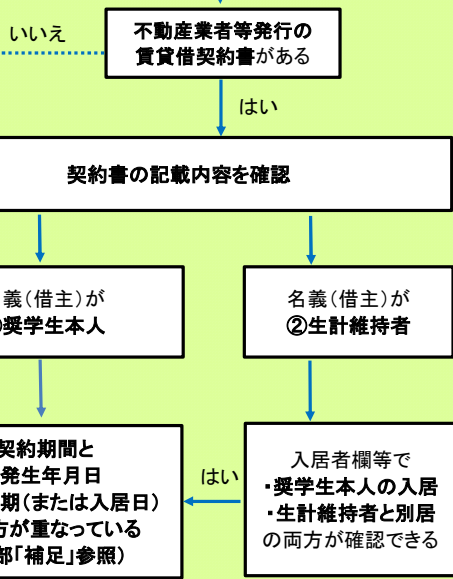 いいえ
不動産業者等発行の
賃貸借契約書がある
はい
契約書の記載内容を確認
義(借主)が
奨学生本人
名義(借主)が
②生計維持者
契約期間と
発生年月日
期(または入居日)
方が重なっている
部「補足」参照)
はい
入居者欄等で
・奨学生本人の入居
・生計維持者と別居
の両方が確認できる